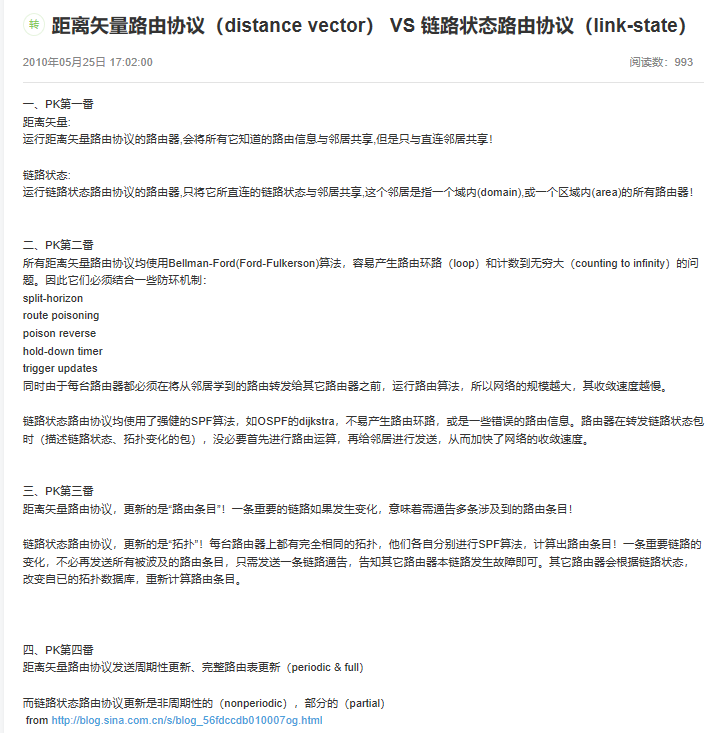 转 距离矢量路由协议（distance vector） VS 链路状态路由协议（link-state）
2010年05月25日 17:02:00 阅读数：993
一、PK第一番
距离矢量:
运行距离矢量路由协议的路由器,会将所有它知道的路由信息与邻居共享,但是只与直连邻居共享！
链路状态:
运行链路状态路由协议的路由器,只将它所直连的链路状态与邻居共享,这个邻居是指一个域内(domain),或一个区域内(area)的所有路由器！
二、PK第二番
所有距离矢量路由协议均使用Bellman-Ford(Ford-Fulkerson)算法，容易产生路由环路（loop）和计数到无穷大（counting to infinity）的问
题。因此它们必须结合一些防环机制：
split-horizon
route poisoning
poison reverse
hold-down timer
trigger updates
同时由于每台路由器都必须在将从邻居学到的路由转发给其它路由器之前，运行路由算法，所以网络的规模越大，其收敛速度越慢。
链路状态路由协议均使用了强健的SPF算法，如OSPF的dijkstra，不易产生路由环路，或是一些错误的路由信息。路由器在转发链路状态包
时（描述链路状态、拓扑变化的包），没必要首先进行路由运算，再给邻居进行发送，从而加快了网络的收敛速度。
三、PK第三番
距离矢量路由协议，更新的是“路由条目”！一条重要的链路如果发生变化，意味着需通告多条涉及到的路由条目！
链路状态路由协议，更新的是“拓扑”！每台路由器上都有完全相同的拓扑，他们各自分别进行SPF算法，计算出路由条目！一条重要链路的
变化，不必再发送所有被波及的路由条目，只需发送一条链路通告，告知其它路由器本链路发生故障即可。其它路由器会根据链路状态，
改变自已的拓扑数据库，重新计算路由条目。
四、PK第四番
距离矢量路由协议发送周期性更新、完整路由表更新（periodic & full）
而链路状态路由协议更新是非周期性的（nonperiodic），部分的（partial）
from http://blog.sina.com.cn/s/blog_56fdccdb010007og.html